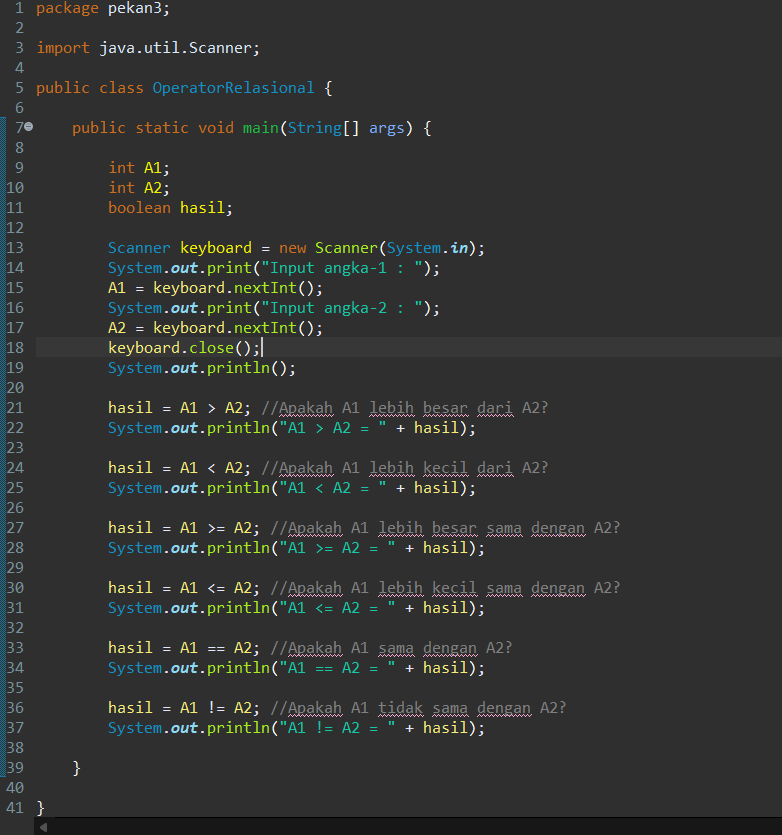 1 package pekan3;
2
3 import java.util.Scanner;
4
5 public class OperatorRelasional {
6
7 public static void main(String[] args) {
8
9 int A1;
10 int A2;
11 boolean hasil;
12
13 Scanner keyboard = new Scanner(System.in);
14 System.out.print("Input angka-1 : ");
15 A1 = keyboard.nextInt();
16 System.out.print("Input angka-2 : ");
17 A2 = keyboard.nextInt();
18 keyboard.close();
19 System.out.println();
20
21 hasil = A1 > A2; //Apakah A1 lebih besar dari A2?
22 System.out.println("A1 > A2 = " + hasil);
23
24 hasil = A1 < A2; //Apakah A1 lebih kecil dari A2?
25 System.out.println("A1 < A2 = " + hasil);
26
27 hasil = A1 >= A2; //Apakah A1 lebih besar sama dengan A2?
28 System.out.println("A1 >= A2 = " + hasil);
29
30 hasil = A1 <= A2; //Apakah A1 lebih kecil sama dengan A2?
31 System.out.println("A1 <= A2 = " + hasil);
32
33 hasil = A1 == A2; //Apakah A1 sama dengan A2?
34 System.out.println("A1 == A2 = " + hasil);
35
36 hasil = A1 != A2; //Apakah A1 tidak sama dengan A2?
37 System.out.println("A1 != A2 = " + hasil);
38
39 }
40
41 }